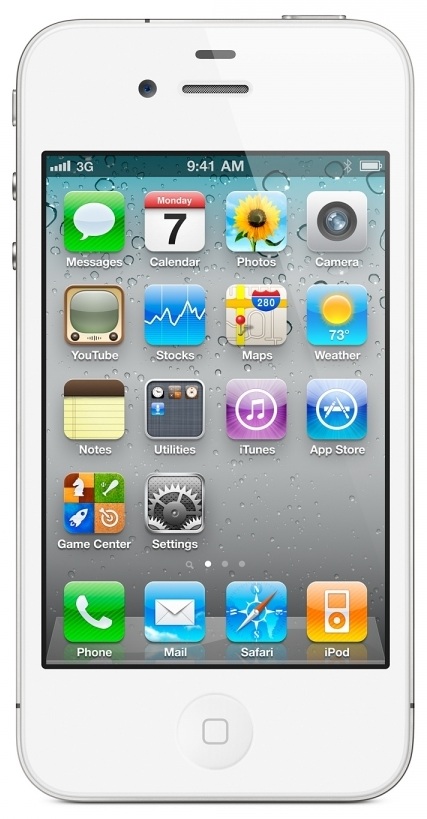 3G 9:41 AM
Monday
7
Messages Calendar Photos Camera
280
73°
YouTube Stocks Maps Weather
Notes Utilities iTunes App Store
Game Center Settings
N
S
Phone Mail Safari iPod